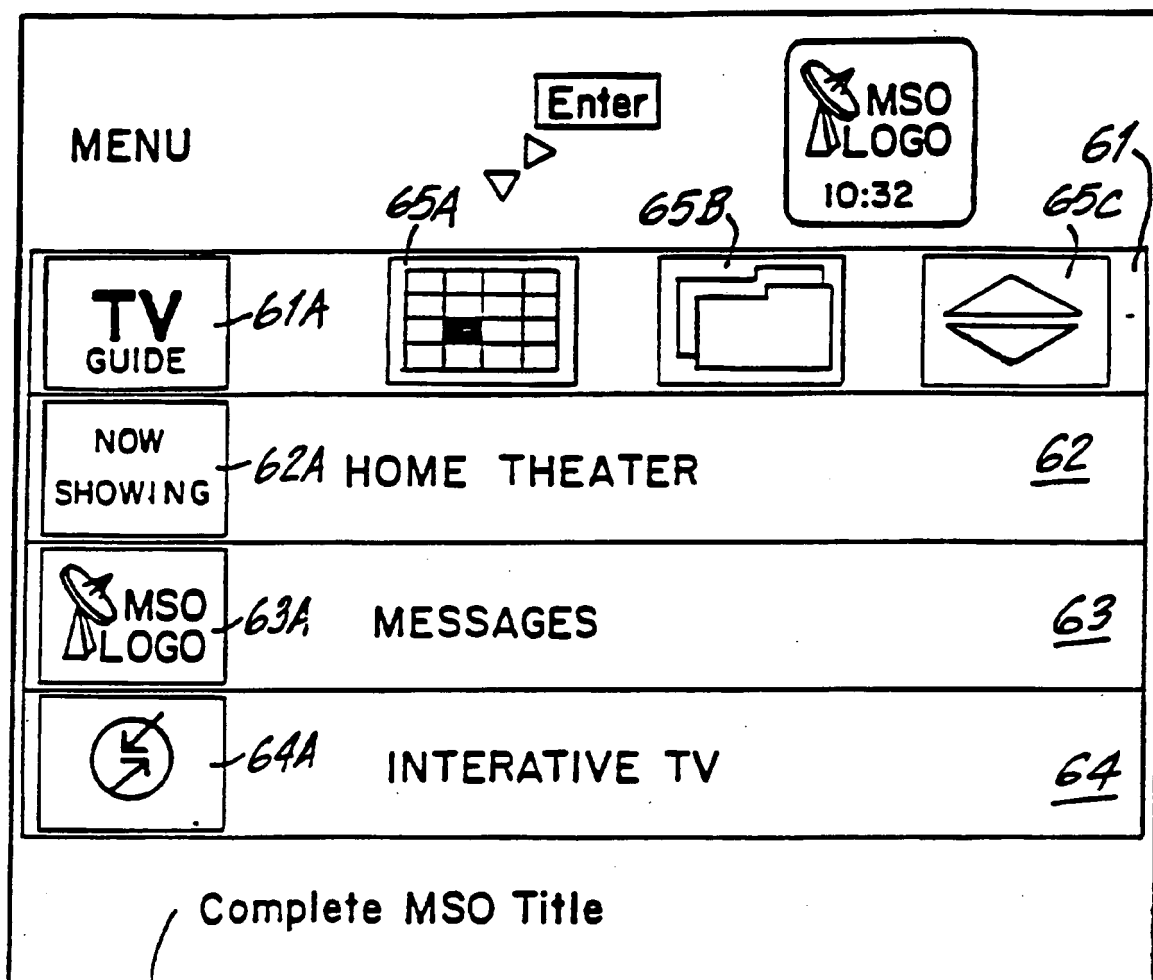 Enter
MSO
LOGO
10:32
MENU
61
65A
65B
65C
TV
GUIDE
61A
NOW
SHOWING
62A
HOME THEATER
62
MSO
LOGO
63A
MESSAGES
63
64A
INTERATIVE TV
64
Complete MSO Title